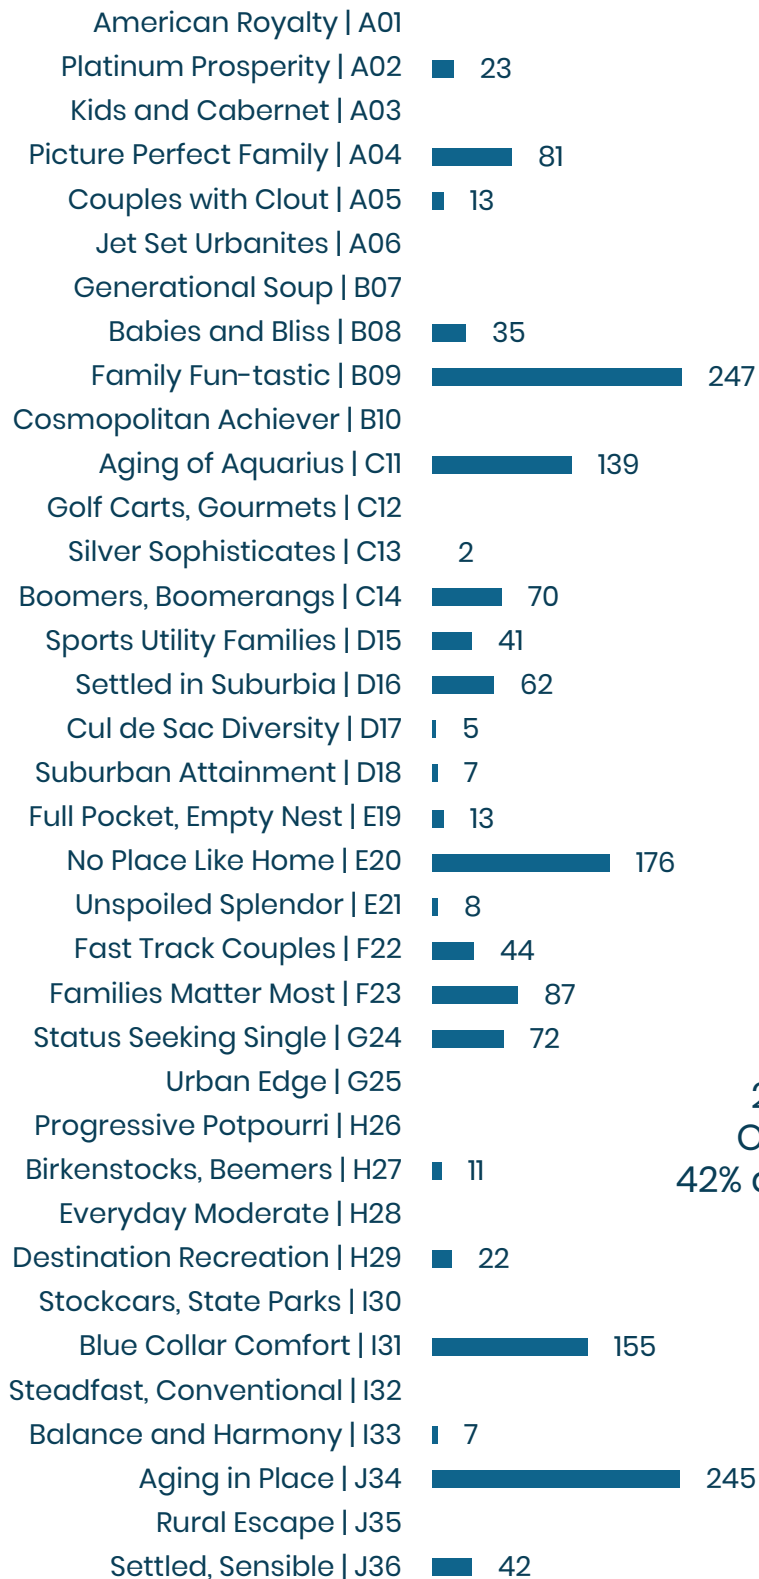 American Royalty | A01
Platinum Prosperity | A02 23
Kids and Cabernet | A03
Picture Perfect Family | A04 81
Couples with Clout | A05 13
Jet Set Urbanites | A06
Generational Soup | B07
Babies and Bliss | B08 35
Family Fun-tastic | B09 247
Cosmopolitan Achiever | B10
Aging of Aquarius | C11 139
Golf Carts, Gourmets | C12
Silver Sophisticates | C13 2
Boomers, Boomerangs | C14 70
Sports Utility Families | D15 41
Settled in Suburbia | D16 62
Cul de Sac Diversity | D17 5
Suburban Attainment | D18 7
Full Pocket, Empty Nest | E19 13
No Place Like Home | E20 176
Unspoiled Splendor | E21 8
Fast Track Couples | F22 44
Families Matter Most | F23 87
Status Seeking Single | G24 72
Urban Edge | G25
Progressive Potpourri | H26
Birkenstocks, Beemers | H27 11
42%
Everyday Moderate | H28
Destination Recreation | H29 22
Stockcars, State Parks | I30
Blue Collar Comfort | I31 155
Steadfast, Conventional | I32
Balance and Harmony | I33 7
Aging in Place | J34 245
Rural Escape | J35
Settled, Sensible | J36 42